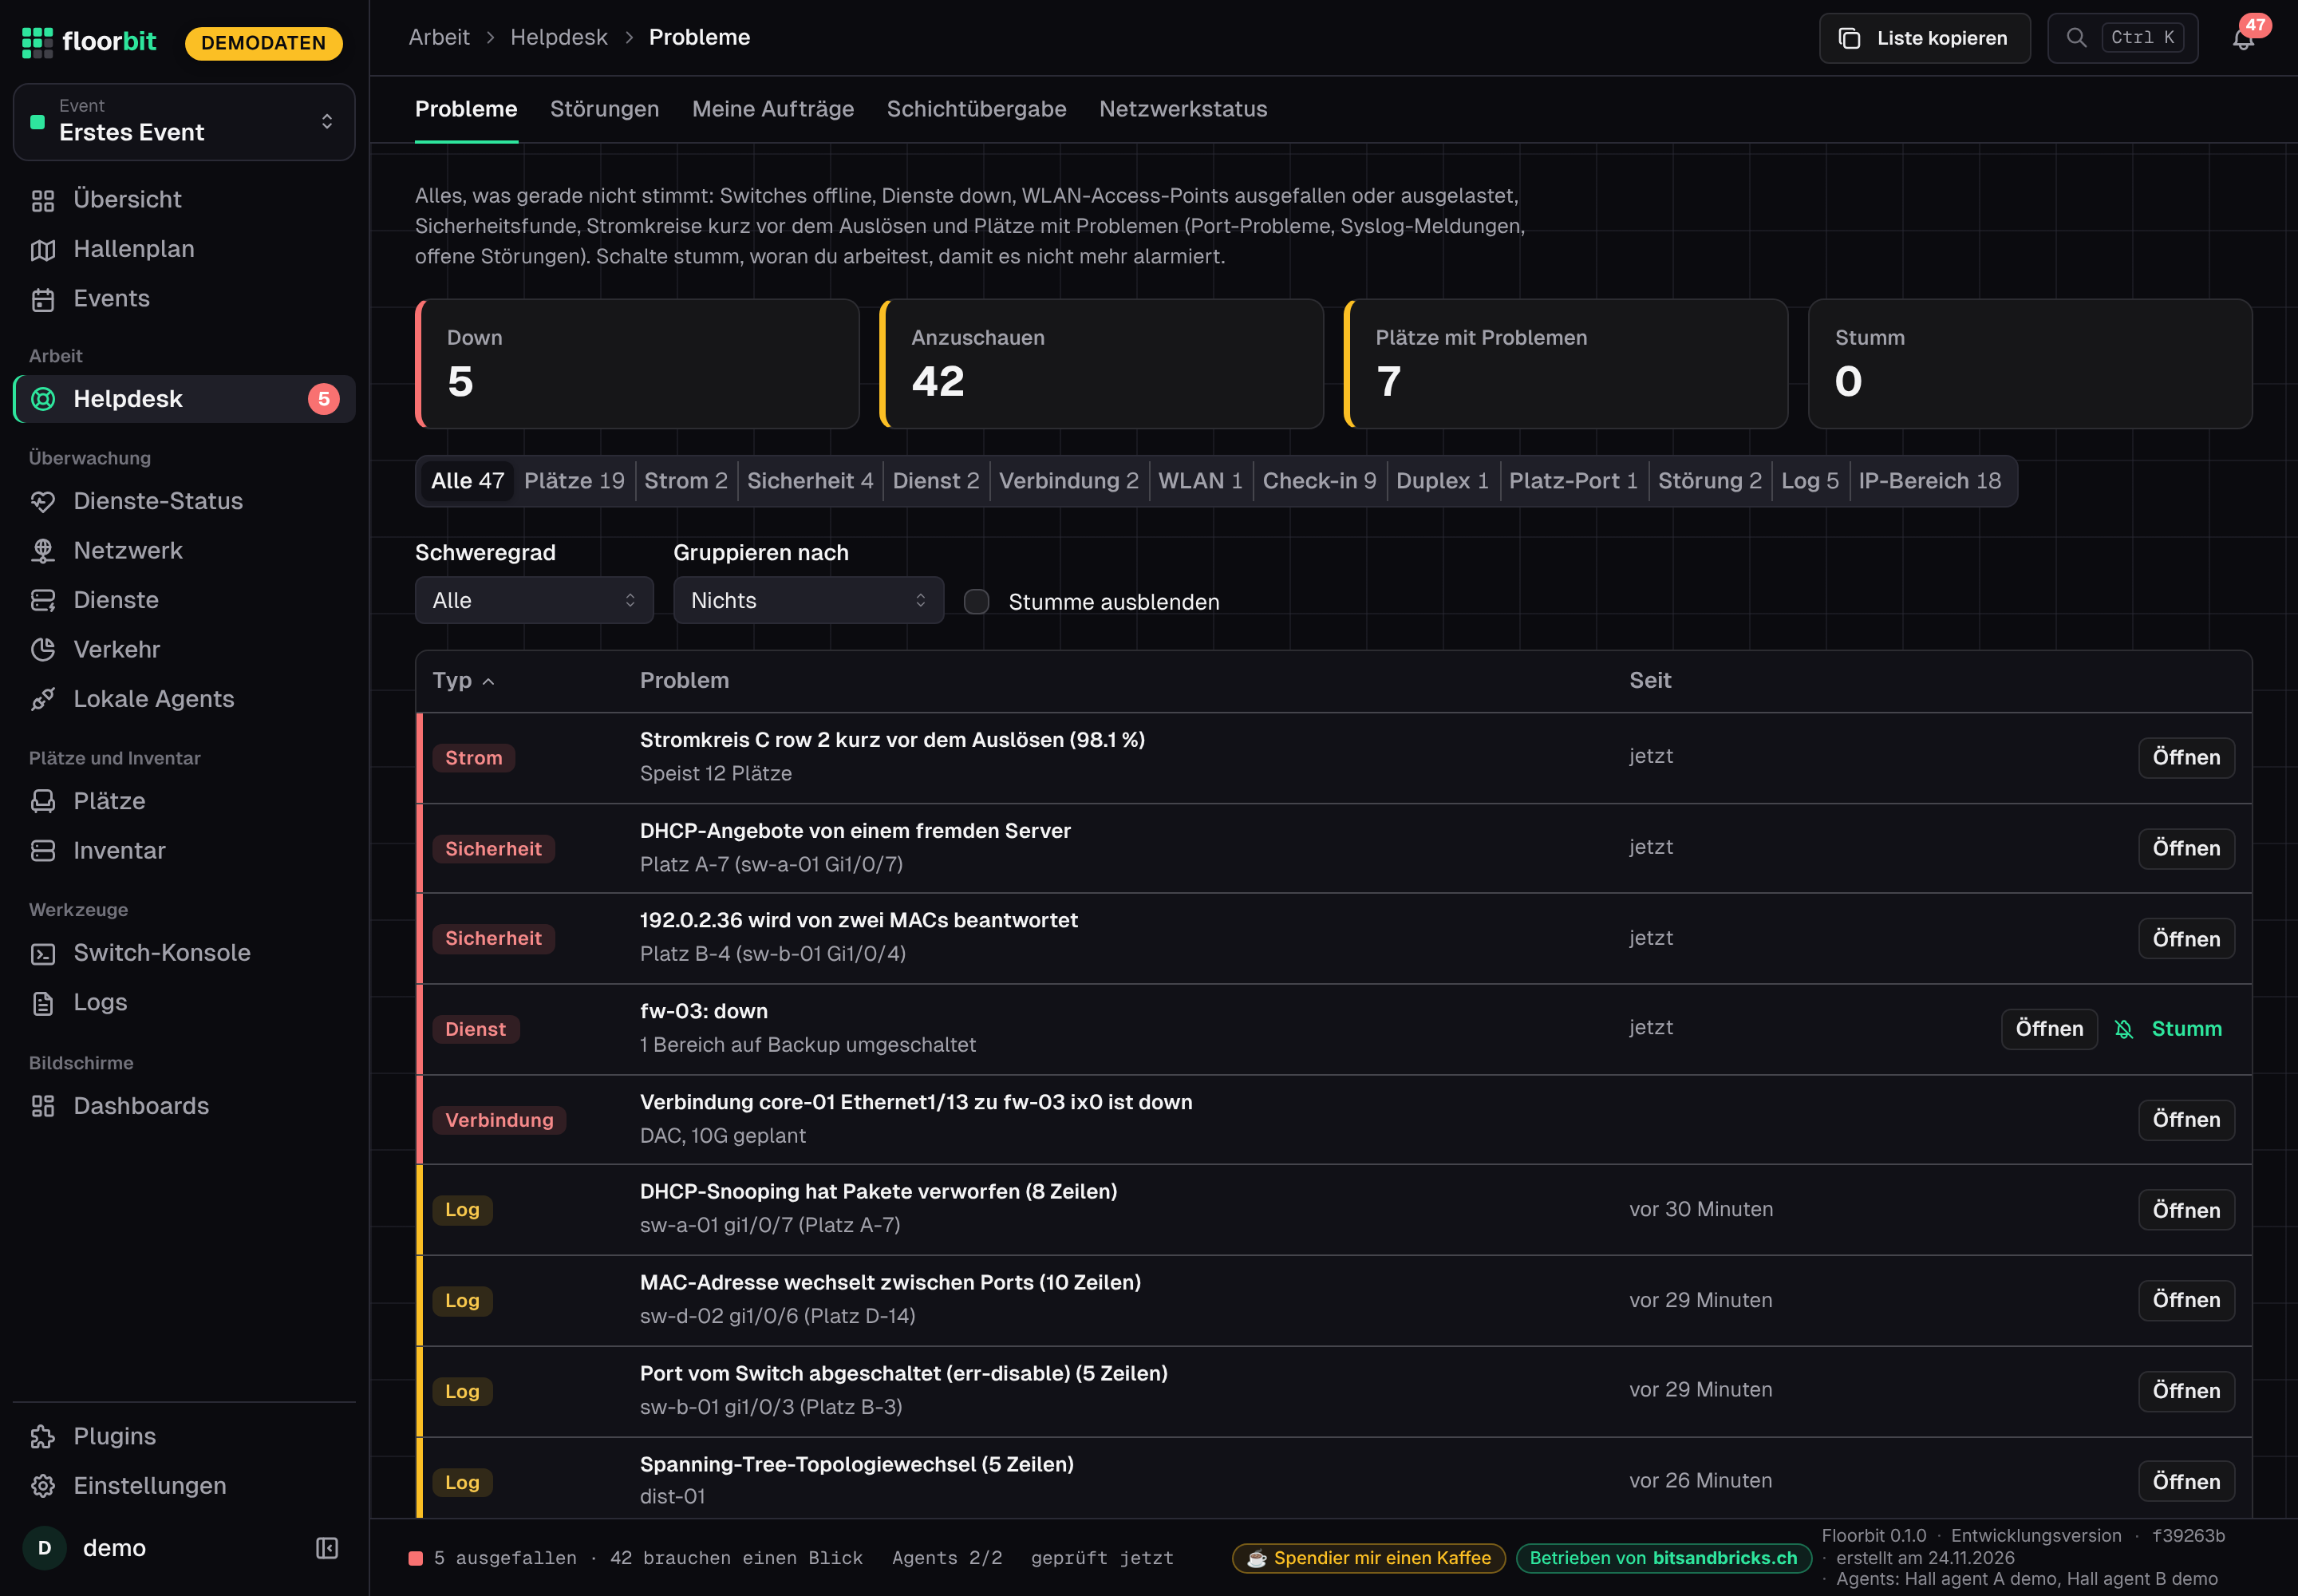 floorbit
DEMODATEN
Event
Erstes Event
Übersicht
Hallenplan
Events
Arbeit
Helpdesk 5
Überwachung
Dienste-Status
Netzwerk
Dienste
Verkehr
Lokale Agents
Plätze und Inventar
Plätze
Inventar
Werkzeuge
Switch-Konsole
Logs
Bildschirme
Dashboards
Plugins
Einstellungen
D demo
Arbeit > Helpdesk > Probleme
Liste kopieren
Ctrl K
47
Probleme Störungen Meine Aufträge Schichtübergabe Netzwerkstatus
Alles, was gerade nicht stimmt: Switches offline, Dienste down, WLAN-Access-Points ausgefallen oder ausgelastet,
Sicherheitsfunde, Stromkreise kurz vor dem Auslösen und Plätze mit Problemen (Port-Probleme, Syslog-Meldungen,
offene Störungen). Schalte stumm, woran du arbeitest, damit es nicht mehr alarmiert.
Down
5
Anzuschauen
42
Plätze mit Problemen
7
Stumm
0
Alle 47 Plätze 19 Strom 2 Sicherheit 4 Dienst 2 Verbindung 2 WLAN 1 Check-in 9 Duplex 1 Platz-Port 1 Störung 2 Log 5 IP-Bereich 18
Schweregrad
Alle
Gruppieren nach
Nichts
Stumme ausblenden
Typ Problem Seit
Strom
Stromkreis C row 2 kurz vor dem Auslösen (98.1 %)
Speist 12 Plätze
jetzt
Öffnen
Sicherheit
DHCP-Angebote von einem fremden Server
Platz A-7 (sw-a-01 Gi1/0/7)
jetzt
Öffnen
Sicherheit
192.0.2.36 wird von zwei MACs beantwortet
Platz B-4 (sw-b-01 Gi1/0/4)
jetzt
Öffnen
Dienst
fw-03: down
1 Bereich auf Backup umgeschaltet
jetzt
Öffnen Stumm
Verbindung
Verbindung core-01 Ethernet1/13 zu fw-03 ix0 ist down
DAC, 10G geplant
Öffnen
Log
DHCP-Snooping hat Pakete verworfen (8 Zeilen)
sw-a-01 gi1/0/7 (Platz A-7)
vor 30 Minuten
Öffnen
Log
MAC-Adresse wechselt zwischen Ports (10 Zeilen)
sw-d-02 gi1/0/6 (Platz D-14)
vor 29 Minuten
Öffnen
Log
Port vom Switch abgeschaltet (err-disable) (5 Zeilen)
sw-b-01 gi1/0/3 (Platz B-3)
vor 29 Minuten
Öffnen
Log
Spanning-Tree-Topologiewechsel (5 Zeilen)
dist-01
vor 26 Minuten
Öffnen
5 ausgefallen · 42 brauchen einen Blick Agents 2/2 geprüft jetzt
Spendier mir einen Kaffee
Betrieben von bitsandbricks.ch
Floorbit 0.1.0 · Entwicklungsversion · f39263b
· erstellt am 24.11.2026
· Agents: Hall agent A demo, Hall agent B demo